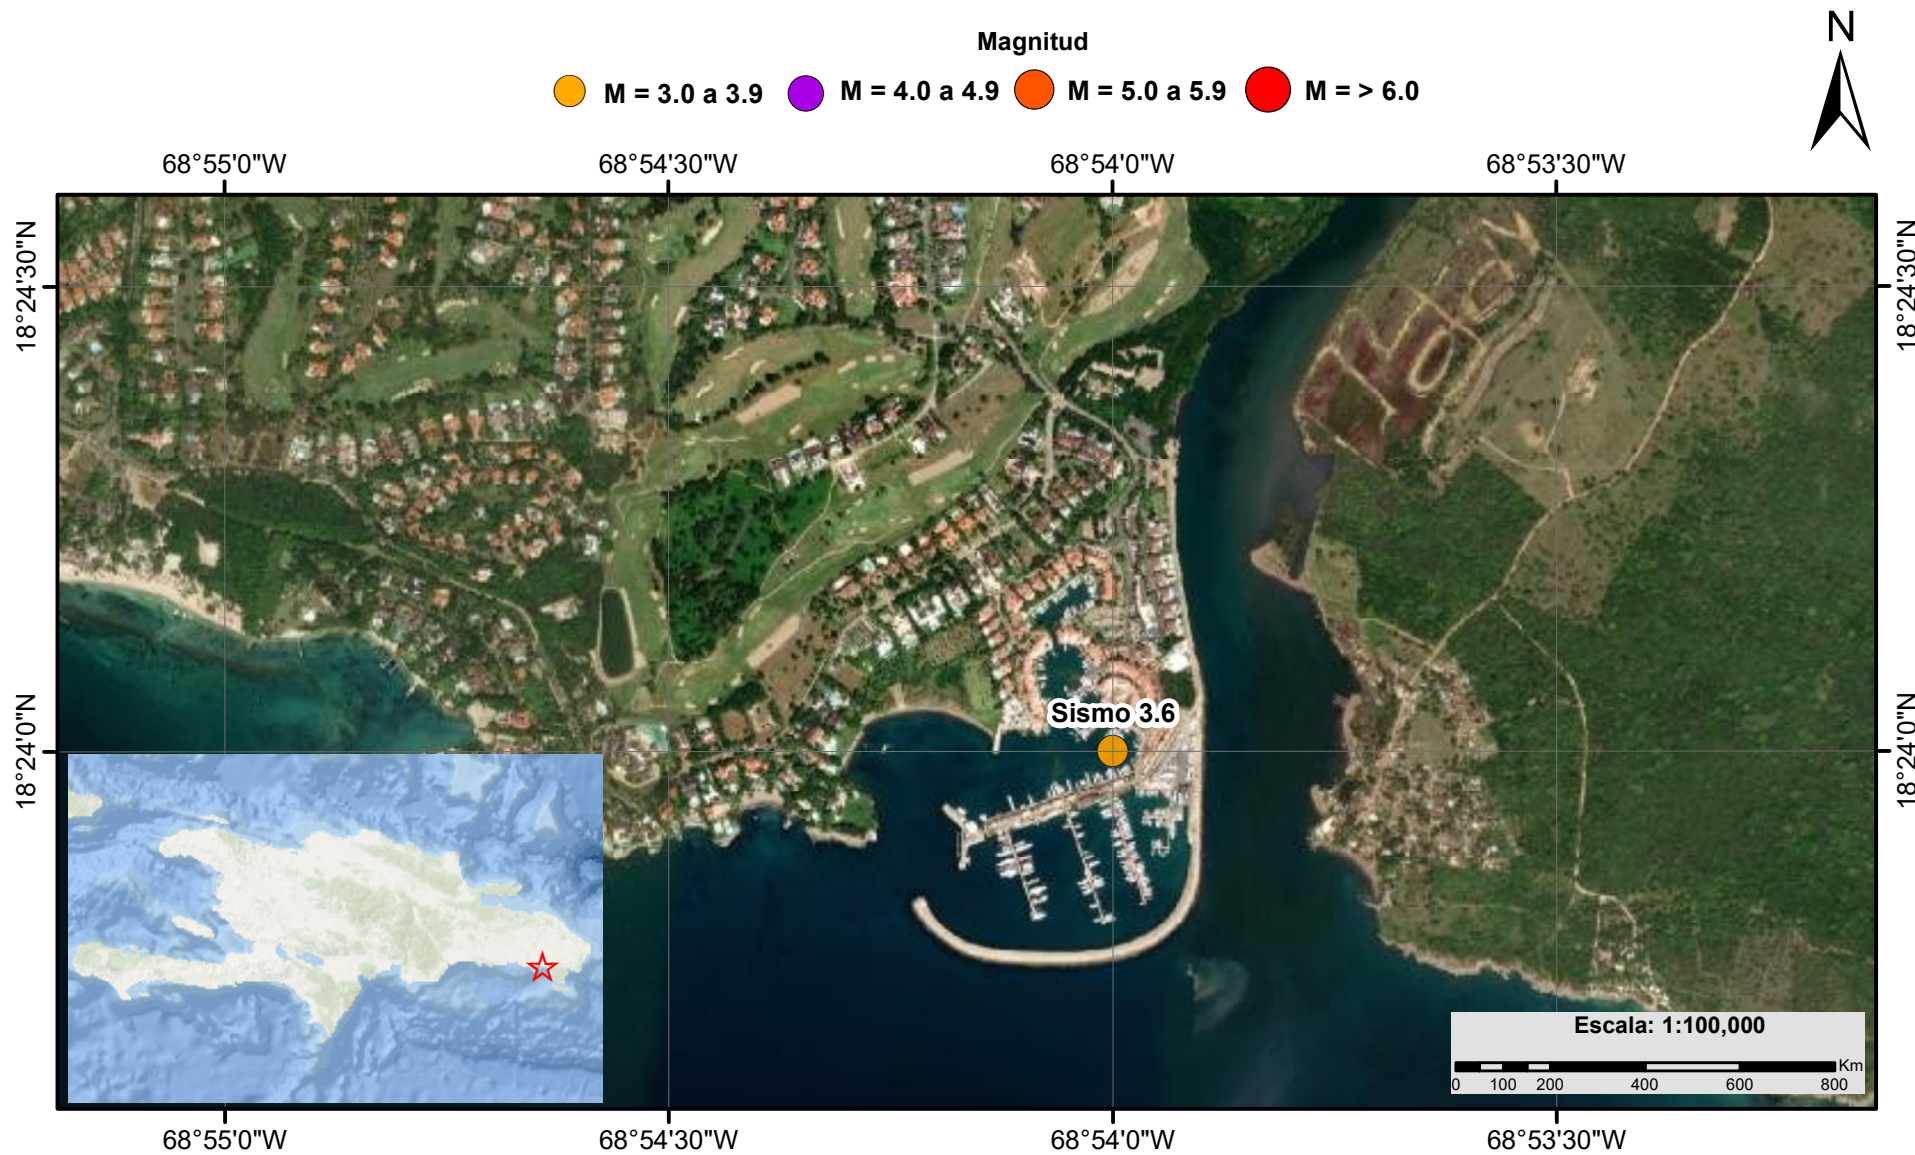 N
Magnitud
M = 3.0 a 3.9 M = 4.0 a 4.9 M = 5.0 a 5.9 M = > 6.0
68°55'0"W 68°54'30"W 68°54'0"W 68°53'30"W
18°24'30"N 18°24'30"N
Sismo 3.6
18°24'0"N 18°24'0"N
Escala: 1:100,000
Km
0 100 200 400 600 800
68°55'0"W 68°54'30"W 68°54'0"W 68°53'30"W